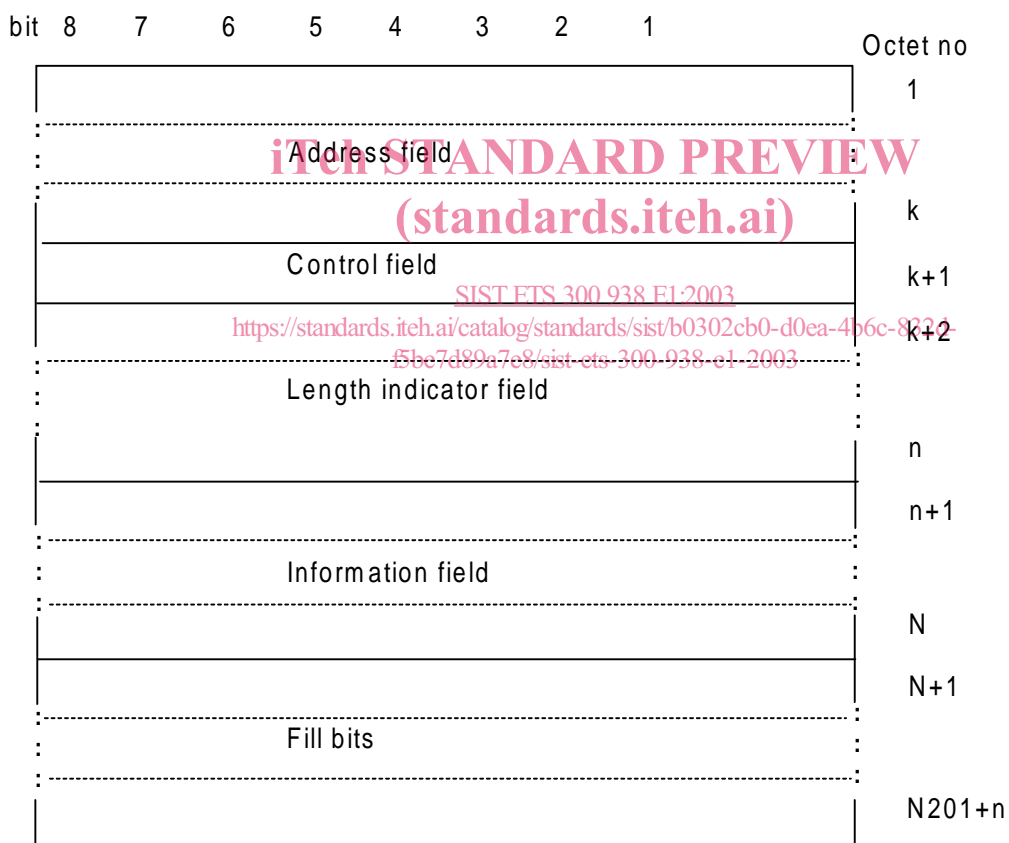 bit 8 7 6 5 4 3 2 1
Octet no
1
Address field
iTeh STANDARD PREVIEW
(standards.iteh.ai)
k
Control field
k+1
SIST ETS 300 938 E1:2003
https://standards.iteh.ai/catalog/standards/sist/b0302cb0-d0ea-4b6c-832d-
k+2
f5be7d89a7e8/sist-ets-300-938-e1-2003
Length indicator field
n
n+1
Information field
N
N+1
Fill bits
N201+n